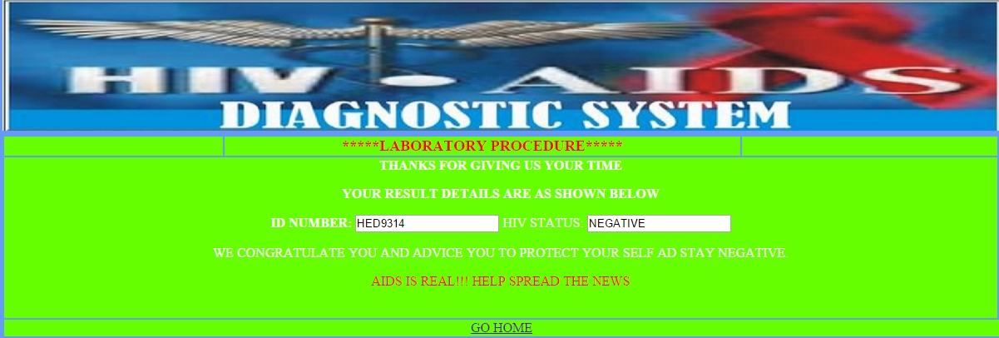 HIV AIDS
DIAGNOSTIC SYSTEM
*****LABORATORY PROCEDURE*****
THANKS FOR GIVING US YOUR TIME
YOUR RESULT DETAILS ARE AS SHOWN BELOW
ID NUMBER: HED9314 HIV STATUS: NEGATIVE
WE CONGRATULATE YOU AND ADVICE YOU TO PROTECT YOUR SELF AD STAY NEGATIVE.
AIDS IS REAL!!! HELP SPREAD THE NEWS
GO HOME